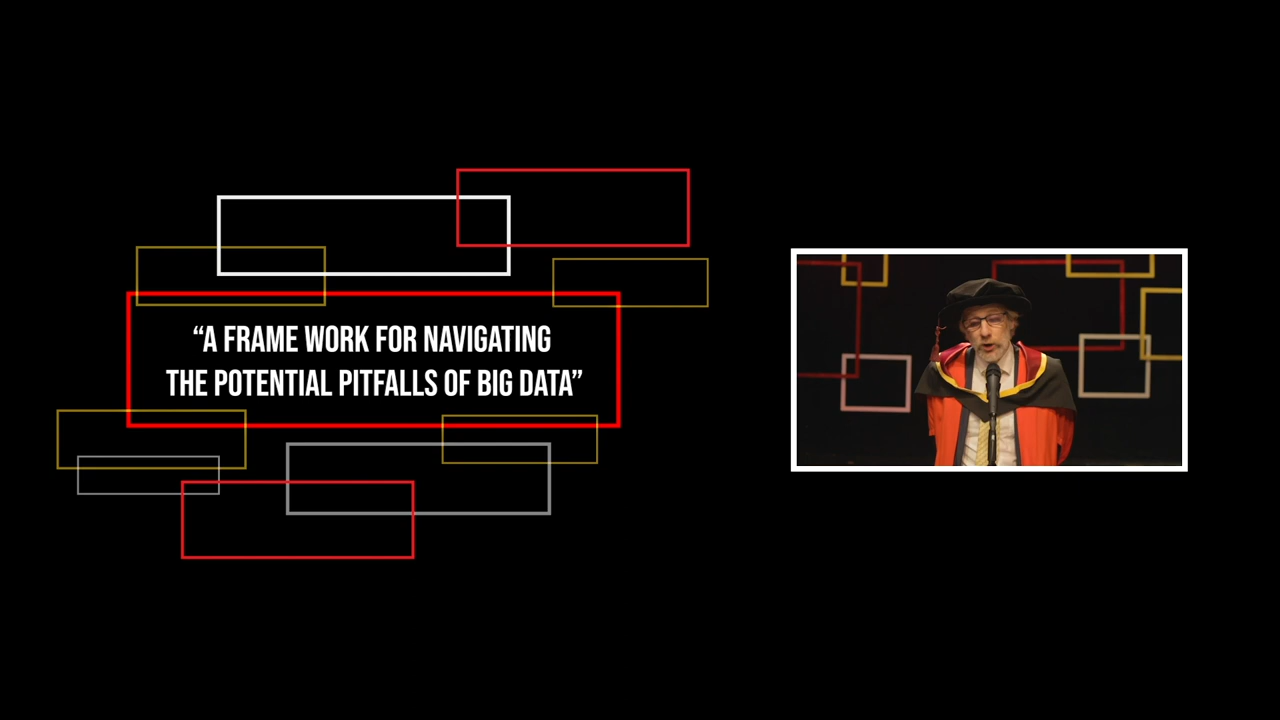 “A FRAME WORK FOR NAVIGATING
THE POTENTIAL PITFALLS OF BIG DATA”